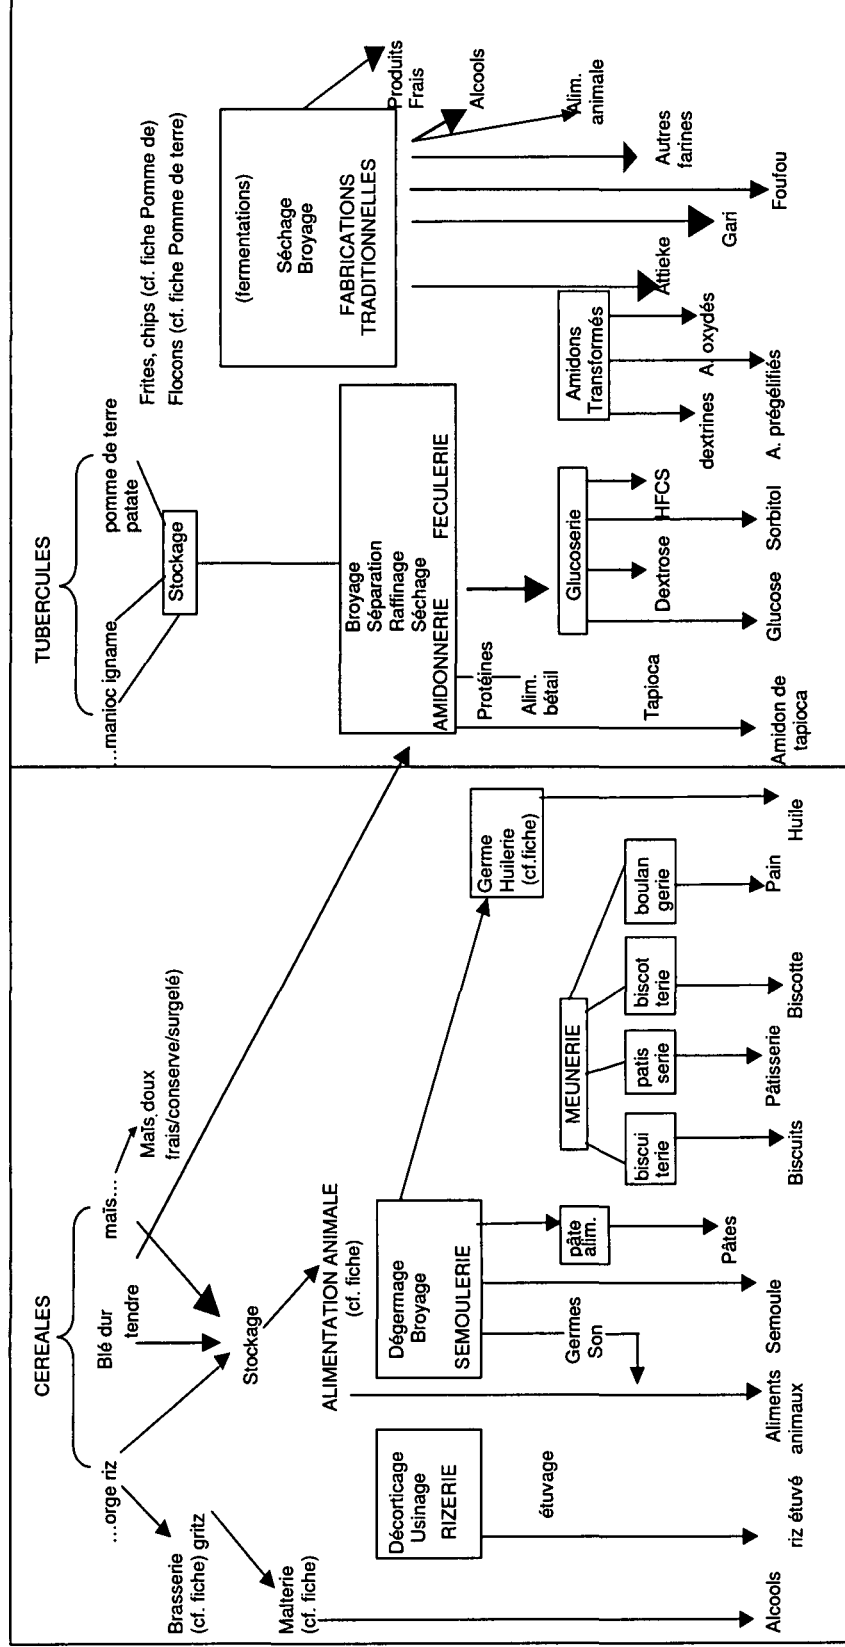 CEREALES
...orge riz
Blé dur
tendre
maïs...
Maïs doux
frais/conserve/surgelé)
Brasserie
(cf. fiche) gritz
Malterie
(cf. fiche)
Stockage
ALIMENTATION ANIMALE
(cf. fiche)
Décorticage
Usinage
RIZERIE
étuvage
Dégermage
Broyage
SEMOULERIE
Germes
Son
pâte
alim.
Germe
Huilerie
(cf.fiche)
MEUNERIE
biscui
terie
patis
serie
biscot
terie
boulan
gerie
Alcools
riz étuvé
Aliments
animaux
Semoule
Pâtes
Biscuits
Pâtisserie
Biscotte
Pain
Huile
TUBERCULES
...manioc igname
pomme de terre
patate
Stockage
Frites, chips (cf. fiche Pomme de)
Flocons (cf. fiche Pomme de terre)
Broyage
Séparation
Raffinage
Séchage
AMIDONNERIE FECULERIE
Protéines
Alim.
bétail
Tapioca
Amidon de
tapioca
Glucoserie
Glucose
Dextrose
Sorbitol
HFCS
Amidons
Transformés
dextrines
A. prégélifiés
A. oxydés
(fermentations)
Séchage
Broyage
FABRICATIONS
TRADITIONNELLES
Attieke
Gari
Foufou
Autres
farines
Alim.
animale
Alcools
Produits
Frais